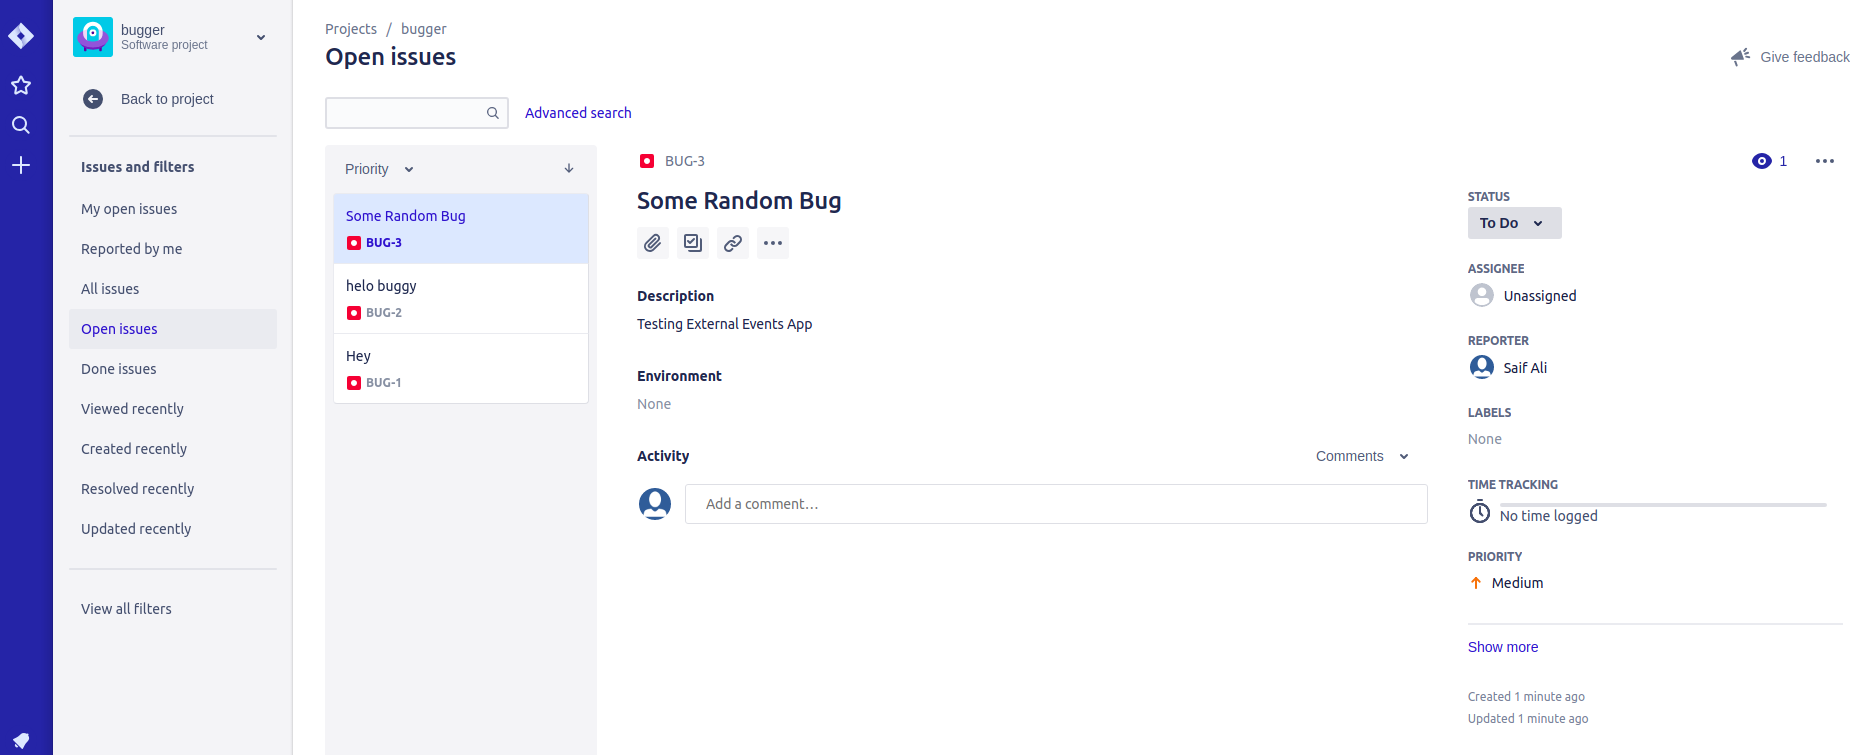 bugger
Software project
Back to project
Issues and filters
My open issues
Reported by me
All issues
Open issues
Done issues
Viewed recently
Created recently
Resolved recently
Updated recently
View all filters
Projects / bugger
Open issues
Give feedback
Advanced search
Priority
Some Random Bug
BUG-3
helo buggy
BUG-2
Hey
BUG-1
BUG-3
1
Some Random Bug
Description
Testing External Events App
Environment
None
Activity
Comments
Add a comment…
STATUS
To Do
ASSIGNEE
Unassigned
REPORTER
Saif Ali
LABELS
None
TIME TRACKING
No time logged
PRIORITY
Medium
Show more
Created 1 minute ago
Updated 1 minute ago